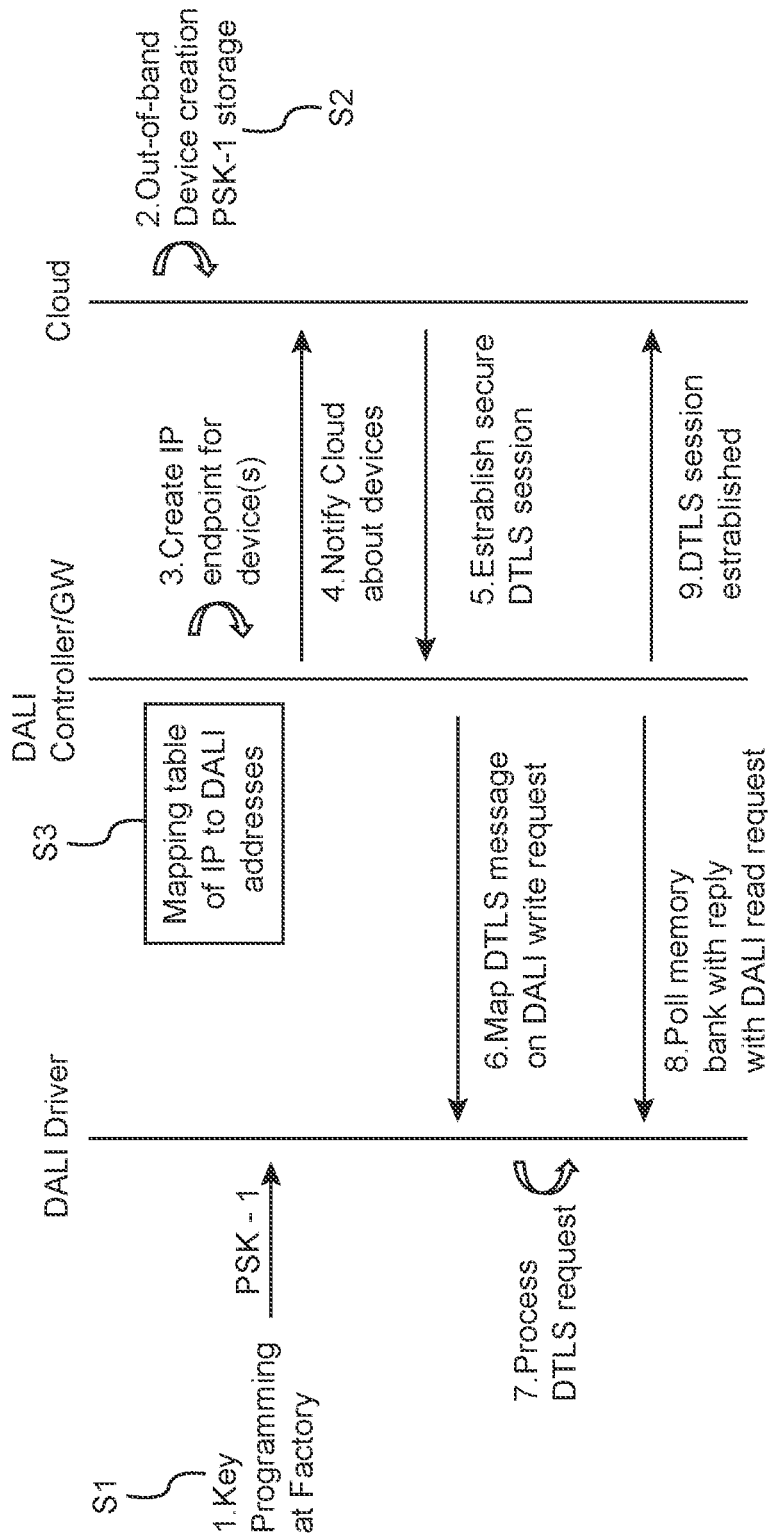 DALI Driver
DALI
Controller/GW
Cloud
S1
1.Key
Programming
at Factory
PSK - 1
2.Out-of-band
Device creation
PSK-1 storage
S2
S3
Mapping table
of IP to DALI
addresses
3.Create IP
endpoint for
device(s)
4.Notify Cloud
about devices
5.Estrablish secure
DTLS session
6.Map DTLS message
on DALI write request
7.Process
DTLS request
8.Poll memory
bank with reply
with DALI read request
9.DTLS session
estrablished